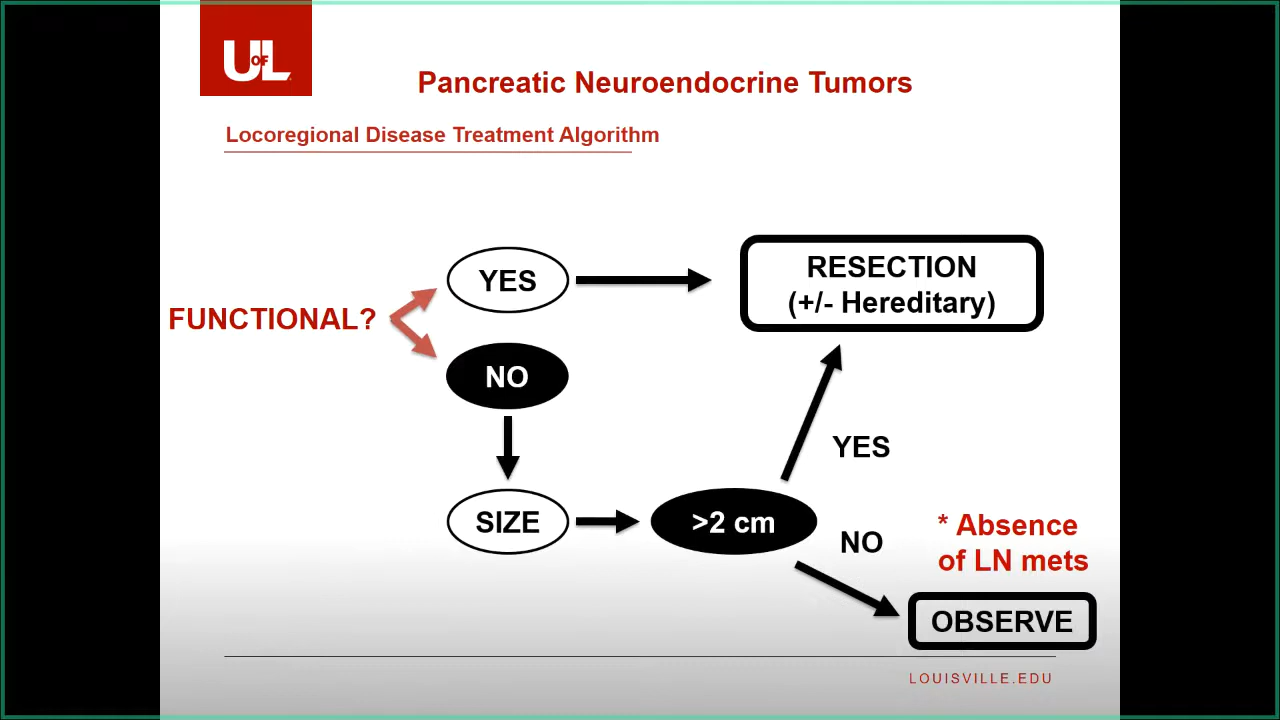 UofL
Pancreatic Neuroendocrine Tumors
Locoregional Disease Treatment Algorithm
FUNCTIONAL?
YES
RESECTION
(+/- Hereditary)
NO
SIZE
>2 cm
YES
NO
* Absence
of LN mets
OBSERVE
LOUISVILLE.EDU